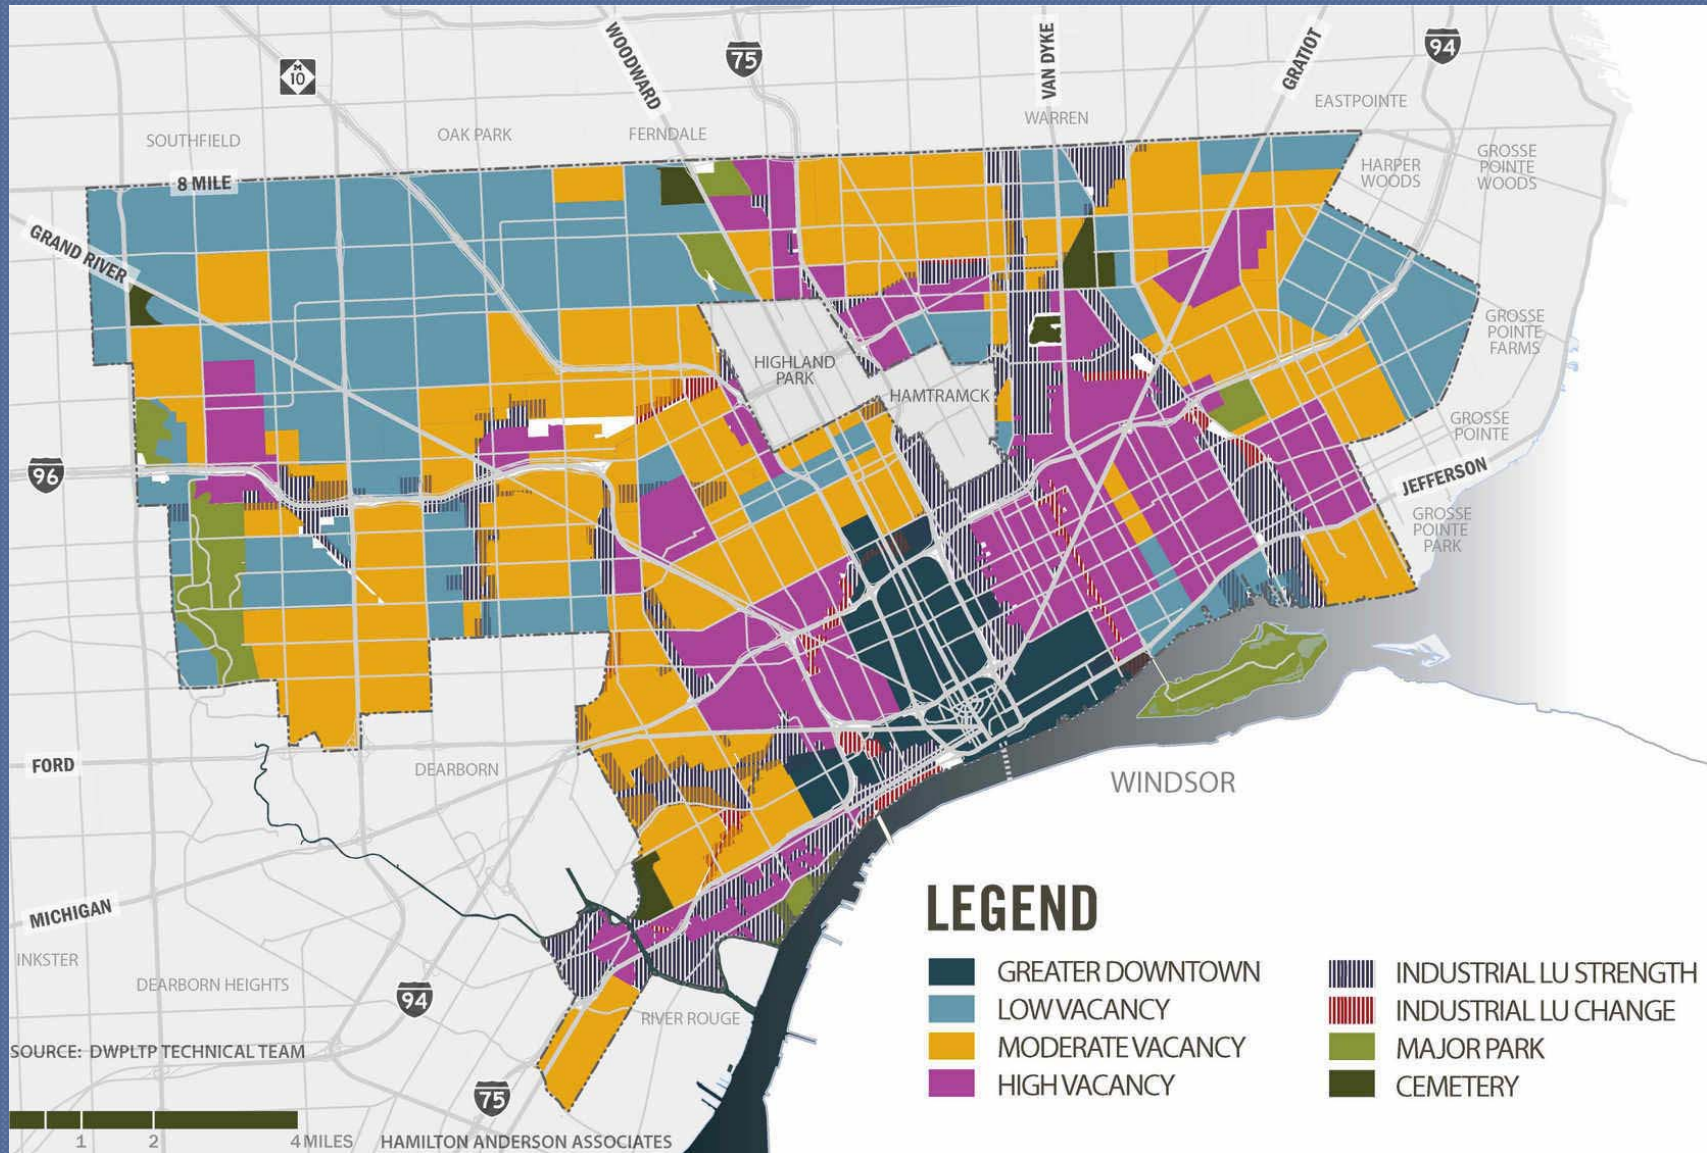 WOODWARD
75
VAN DYKE
GRATIOT
94
M
10
EASTPOINTE
WARREN
SOUTHFIELD
OAK PARK
FERNDALE
HARPER
WOODS
GROSSE
POINTE
WOODS
8 MILE
GRAND RIVER
GROSSE
POINTE
FARMS
HIGHLAND
PARK
HAMTRAMCK
GROSSE
POINTE
96
JEFFERSON
GROSSE
POINTE
PARK
FORD
DEARBORN
WINDSOR
MICHIGAN
INKSTER
DEARBORN HEIGHTS
94
RIVER ROUGE
SOURCE: DWPLTP TECHNICAL TEAM
75
1
2
4 MILES
HAMILTON ANDERSON ASSOCIATES
LEGEND
GREATER DOWNTOWN
LOW VACANCY
MODERATE VACANCY
HIGH VACANCY
INDUSTRIAL LU STRENGTH
INDUSTRIAL LU CHANGE
MAJOR PARK
CEMETERY